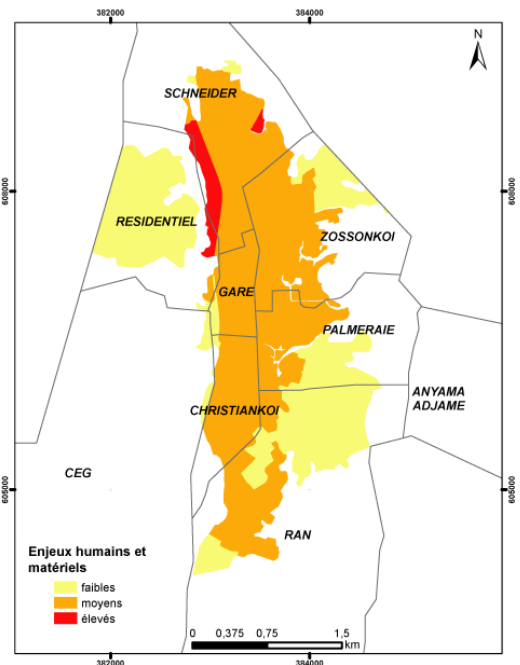 382000
384000
N
SCHNEIDER
608000
608000
RESIDENTIEL
ZOSSONKOI
GARE
PALMERAIE
ANYAMA
ADJAME
CHRISTIANKOI
CEG
605000
605000
RAN
Enjeux humains et
matériels
faibles
moyens
élevés
0 0,375 0,75 1,5
km
382000
384000